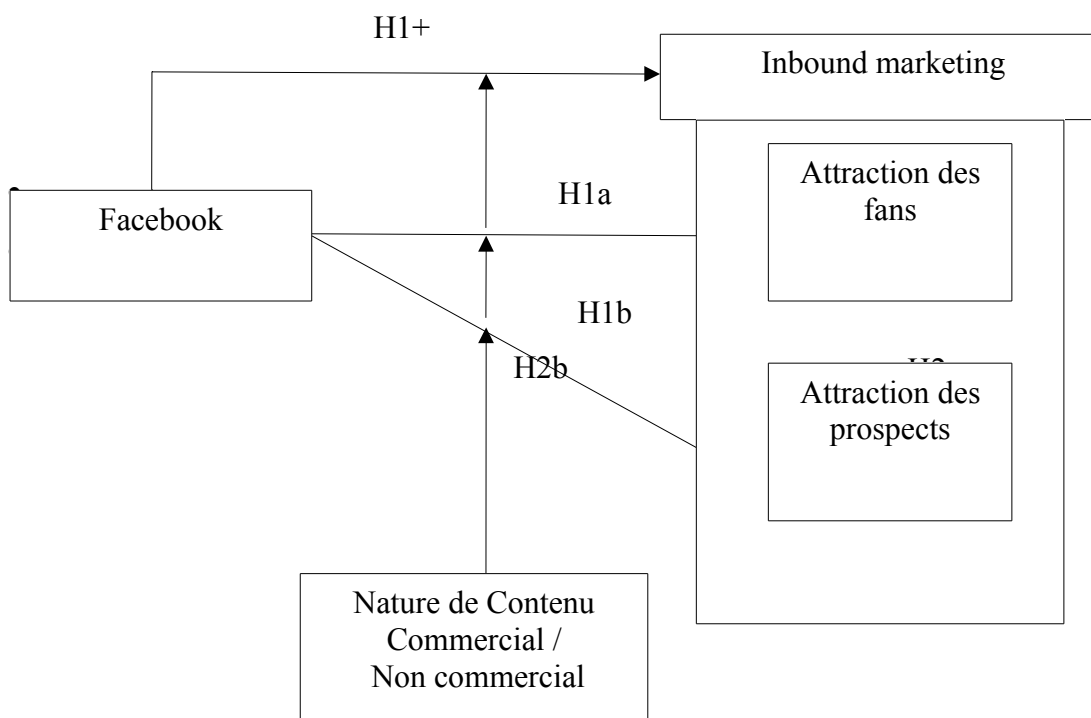 H1+
Inbound marketing
Attraction des
fans
H1a
Facebook
H1b
H2b
Attraction des
prospects
Nature de Contenu
Commercial /
Non commercial